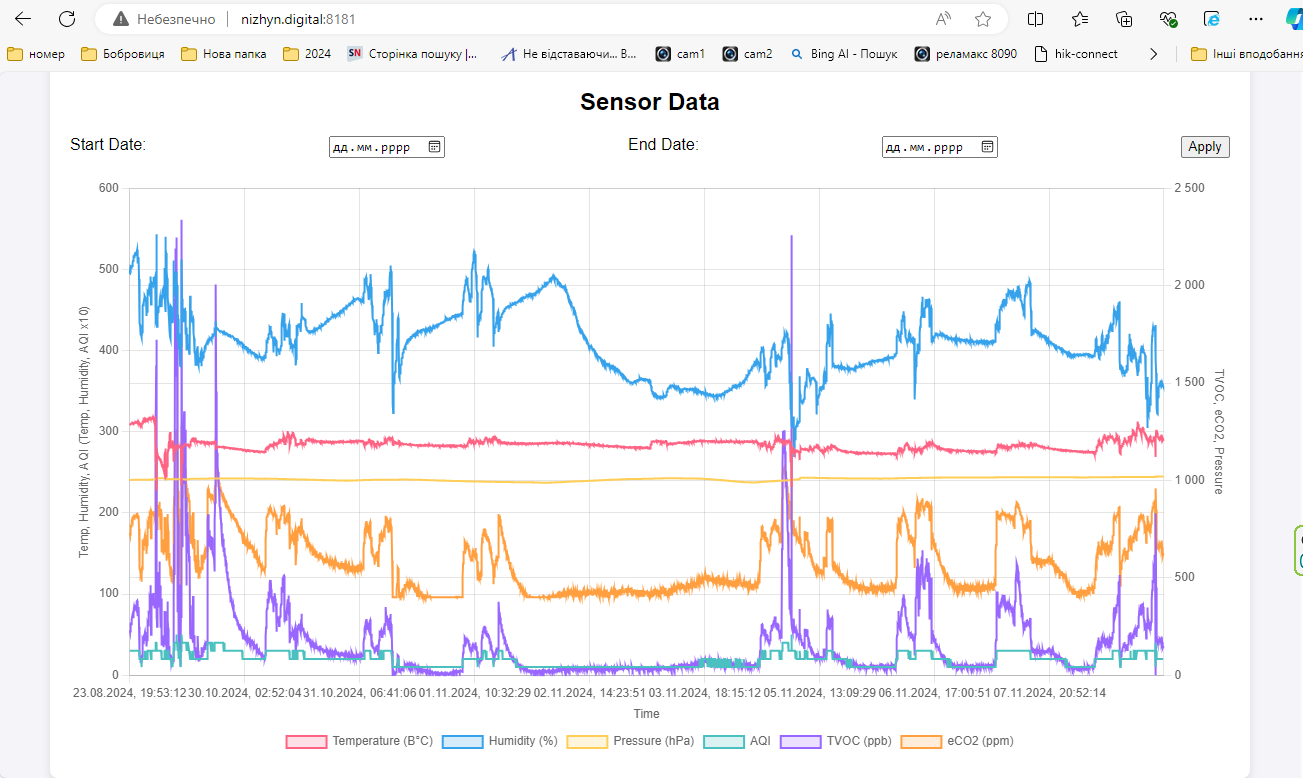 Небезпечно nizhyn.digital:8181
номер Бобровиця Нова папка 2024 SN Сторінка пошуку |... Не відставаючи... В... cam1 cam2 Bing AI - Пошук реламакс 8090 hik-connect Інші вподобання
Sensor Data
Start Date: дд.мм.рррр End Date: дд.мм.рррр Apply
600
500
400
300
200
100
0
Temp, Humidity, AQI (Temp, Humidity, AQI x10)
2 500
2 000
1 500
1 000
500
0
TVOC, eCO2, Pressure
23.08.2024, 19:53:12 30.10.2024, 02:52:04 31.10.2024, 06:41:06 01.11.2024, 10:32:29 02.11.2024, 14:23:51 03.11.2024, 18:15:12 05.11.2024, 13:09:29 06.11.2024, 17:00:51 07.11.2024, 20:52:14
Time
Temperature (В°C) Humidity (%) Pressure (hPa) AQI TVOC (ppb) eCO2 (ppm)